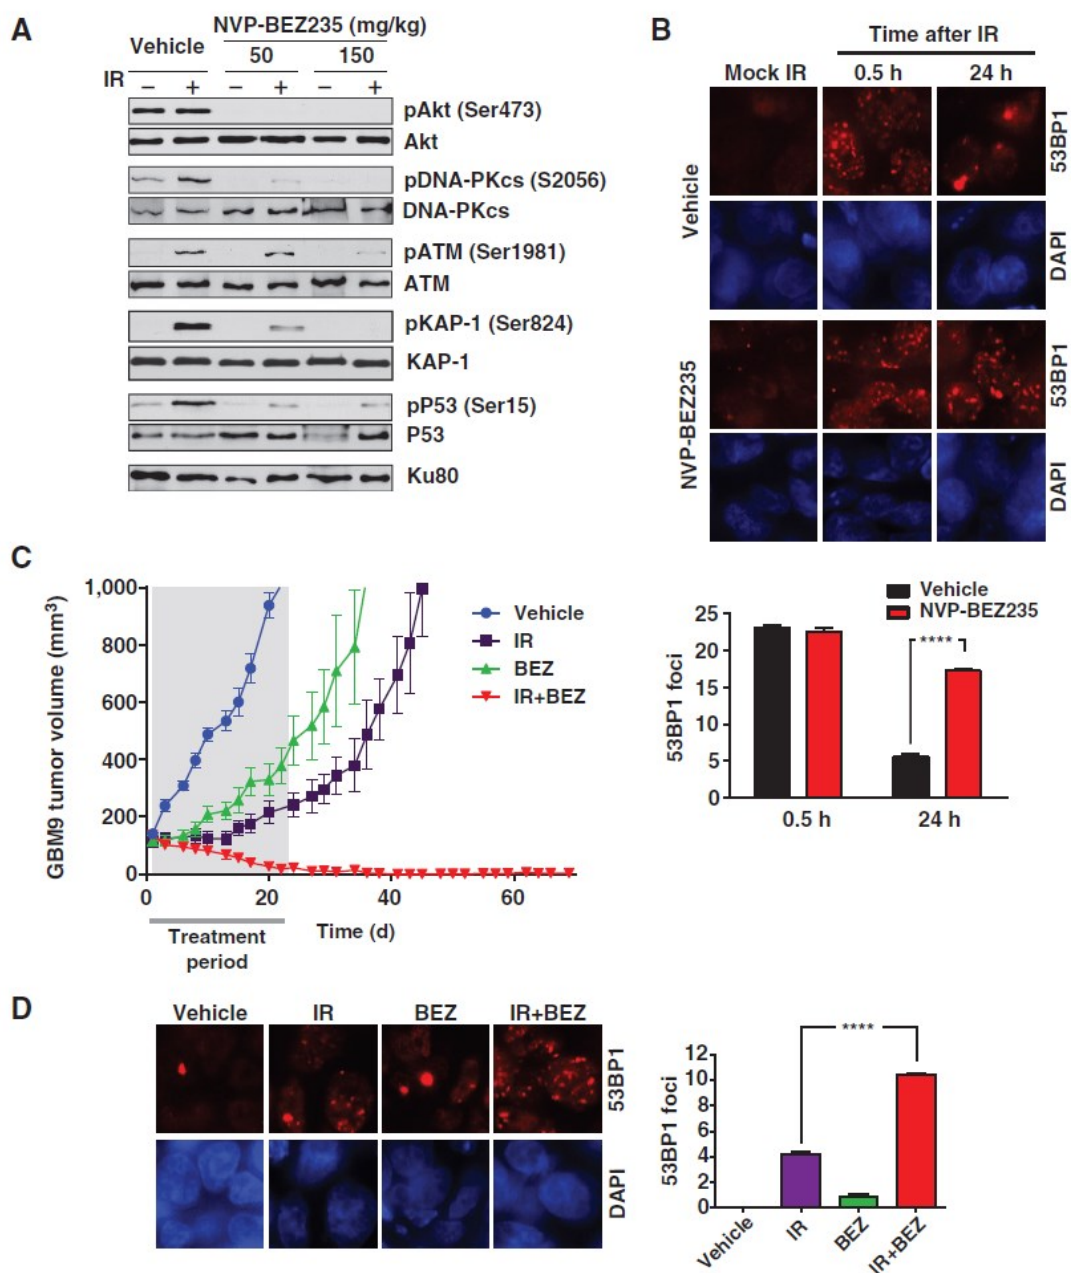 A
NVP-BEZ235 (mg/kg)
Vehicle
50
150
IR
– + – + – +
pAkt (Ser473)
Akt
pDNA-PKcs (S2056)
DNA-PKcs
pATM (Ser1981)
ATM
pKAP-1 (Ser824)
KAP-1
pP53 (Ser15)
P53
Ku80
B
Time after IR
Mock IR
0.5 h
24 h
Vehicle
53BP1
DAPI
NVP-BEZ235
53BP1
DAPI
Vehicle
NVP-BEZ235
53BP1 foci
25
20
15
10
5
0
****
0.5 h
24 h
C
GBM9 tumor volume (mm³)
1,000
800
600
400
200
0
0
20
40
60
Vehicle
IR
BEZ
IR+BEZ
Treatment
period
Time (d)
D
Vehicle
IR
BEZ
IR+BEZ
53BP1
DAPI
53BP1 foci
12
10
8
6
4
2
0
****
Vehicle
IR
BEZ
IR+BEZ